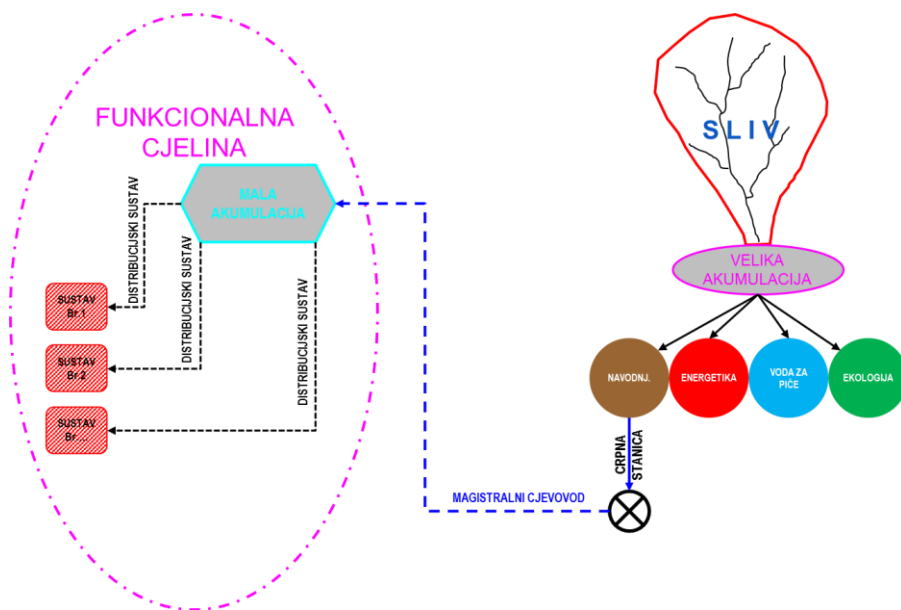 FUNKCIONALNA
CJELINA
MALA
AKUMULACIJA
DISTRIBUCIJSKI SUSTAV
DISTRIBUCIJSKI SUSTAV
DISTRIBUCIJSKI SUSTAV
SUSTAV
Br.1
SUSTAV
Br.2
SUSTAV
Br....
SLIV
VELIKA
AKUMULACIJA
NAVODNJ.
ENERGETIKA
VODA ZA
PIĆE
EKOLOGIJA
CRPNA
STANICA
MAGISTRALNI CJEVOVOD